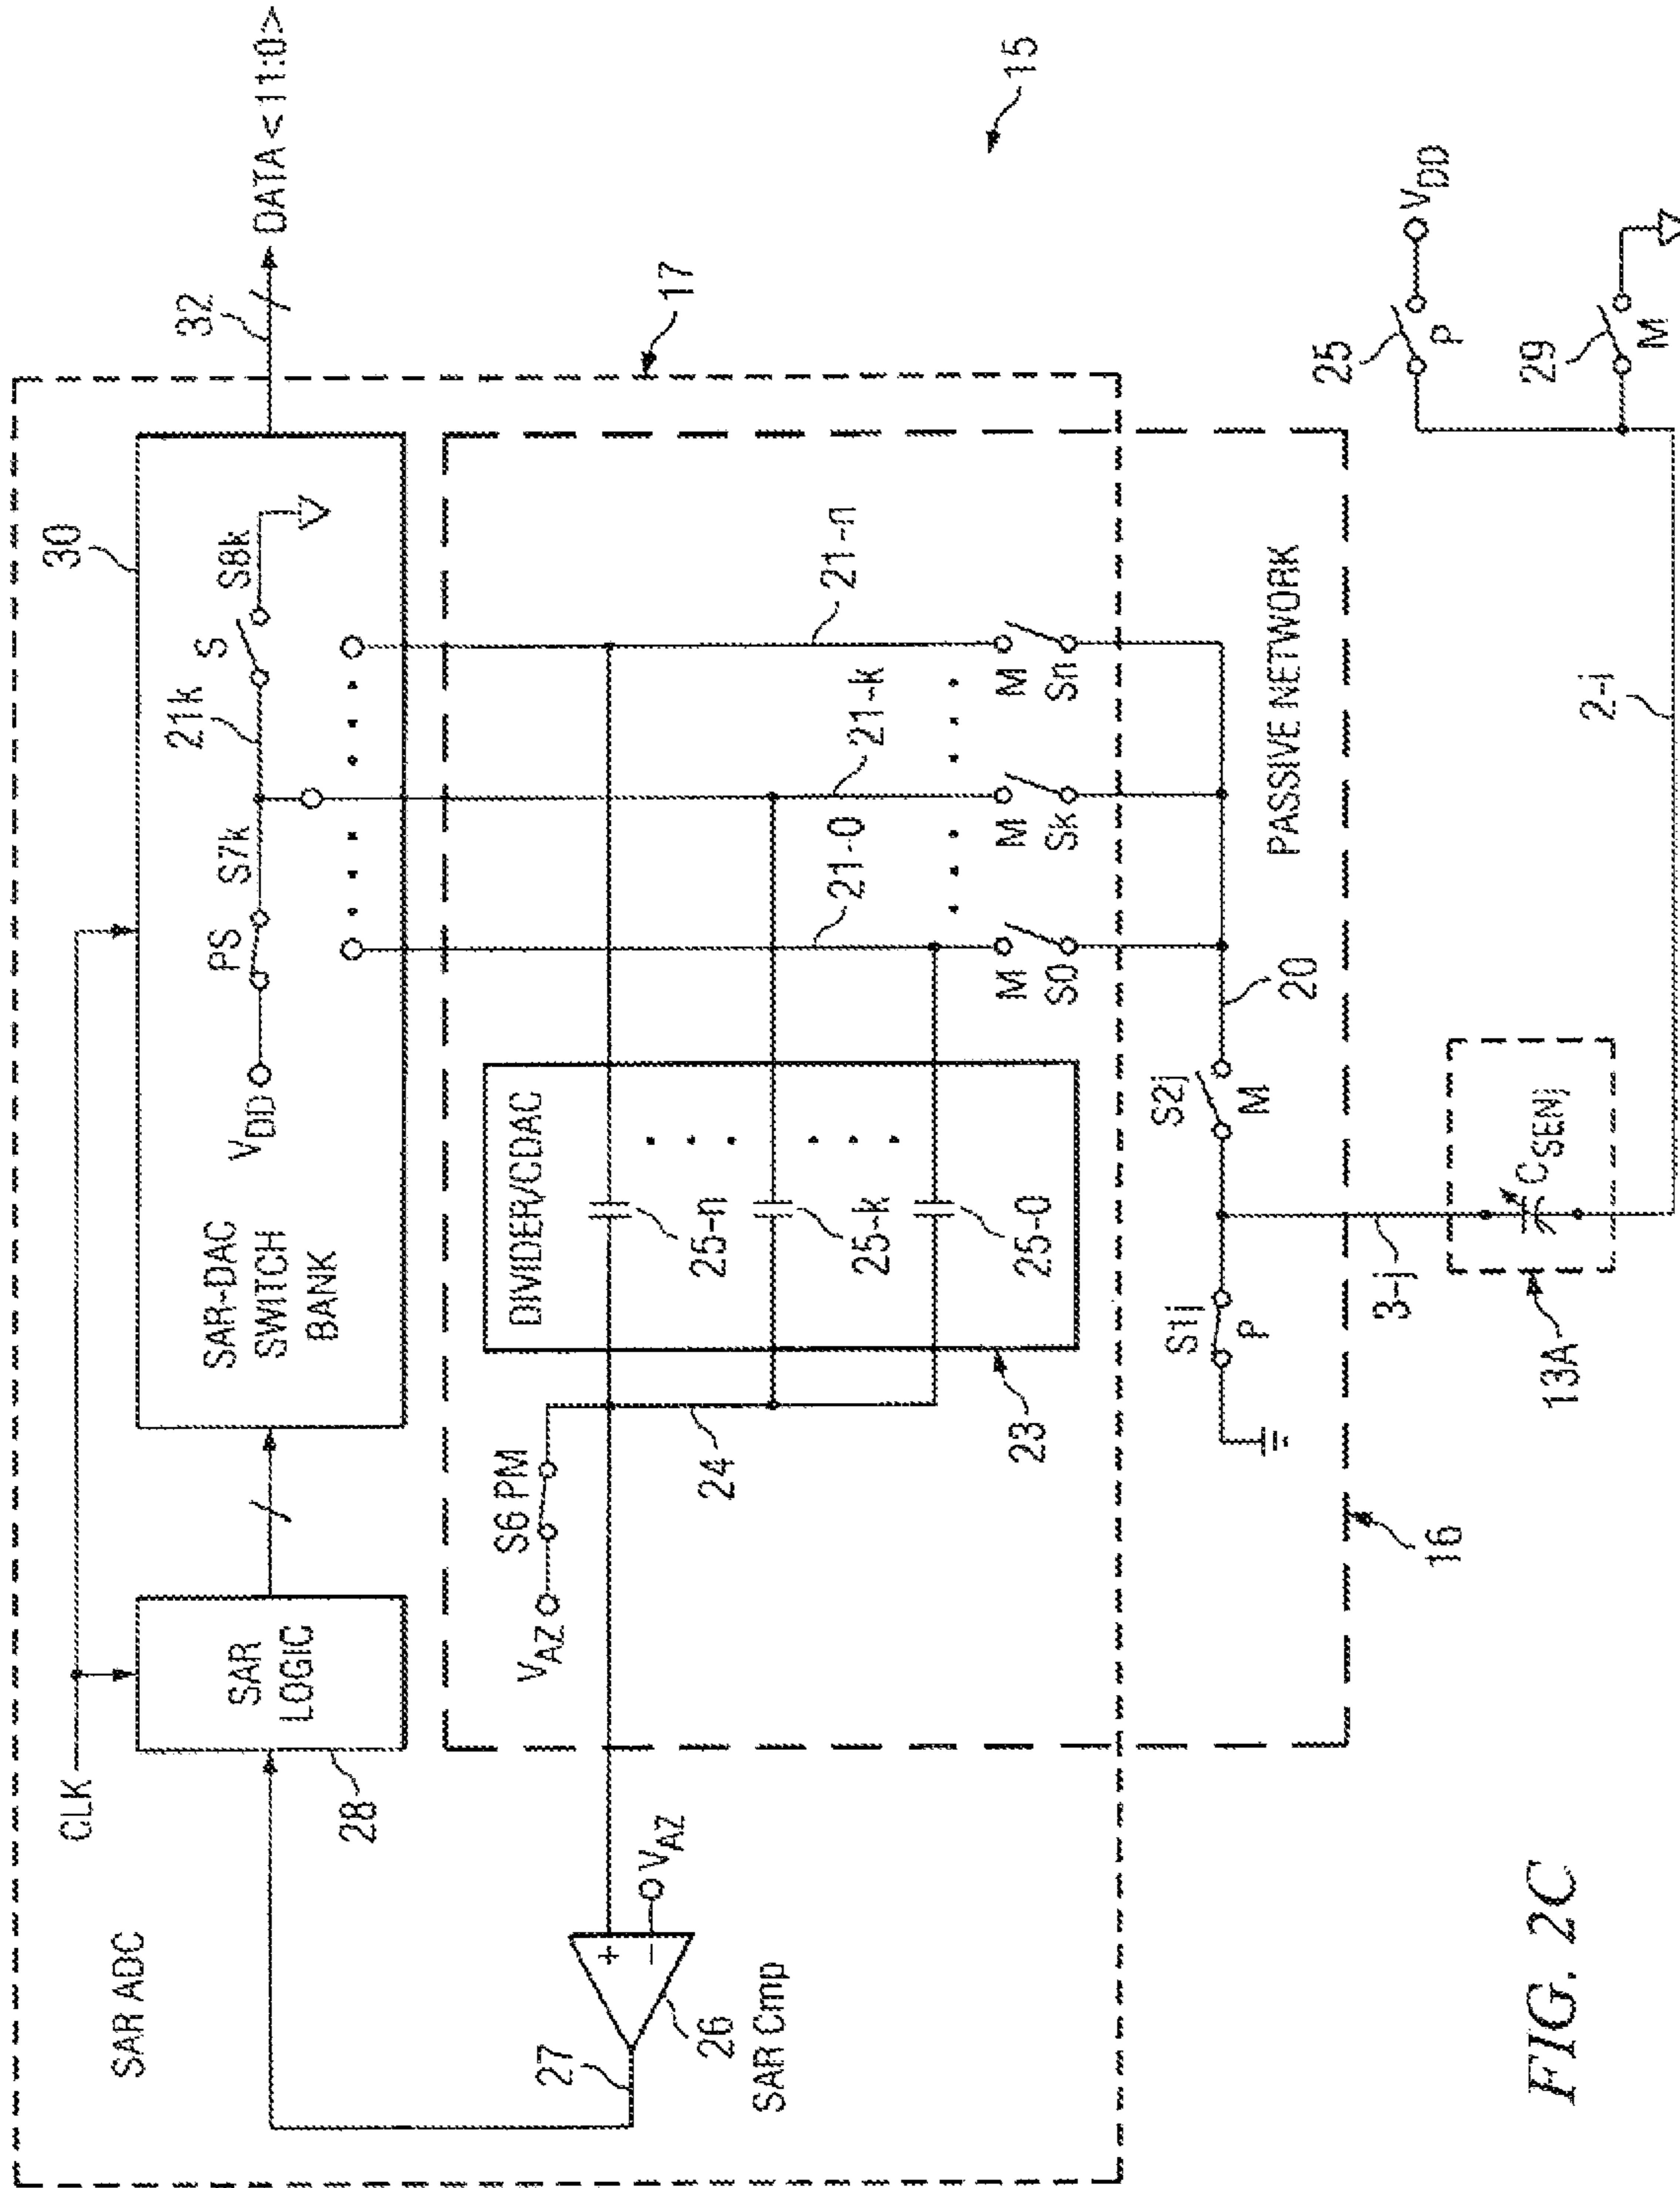 CLK
SAR ADC
SAR
LOGIC
28
SAR-DAC
SWITCH
BANK
VDD
PS
S7k
21k
S
S8k
30
32
DATA<11:0>
17
15
27
26
SAR Cmp
+
−
VAZ
VAZ
S6 PM
24
DIVIDER/CDAC
25-n
25-k
25-0
23
21-0
21-k
21-n
M
S0
M
Sk
M
Sn
PASSIVE NETWORK
S1j
P
S2j
M
20
16
3-j
13A
CSENj
2-i
25
P
VDD
29
M
FIG. 2C